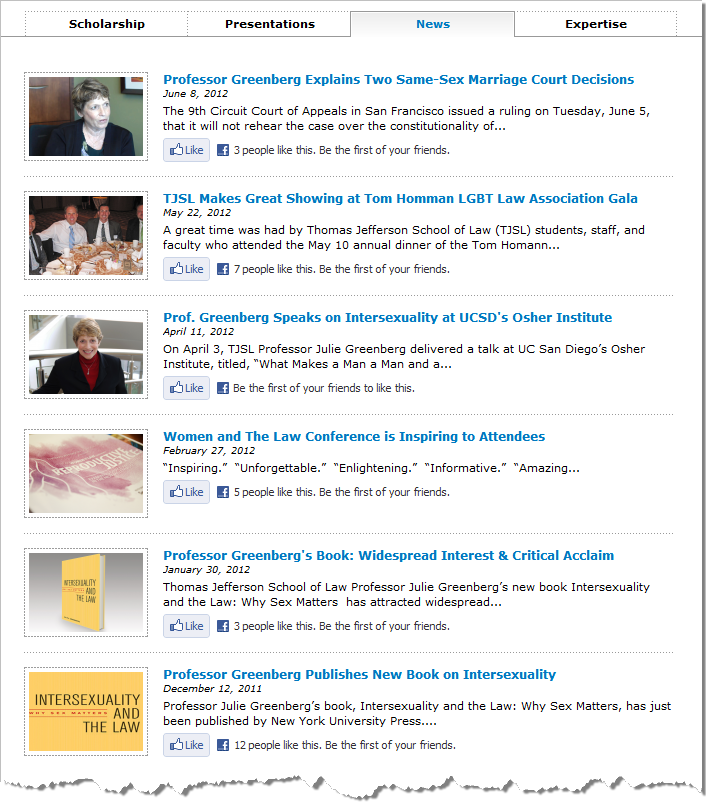 Scholarship
Presentations
News
Expertise
Professor Greenberg Explains Two Same-Sex Marriage Court Decisions
June 8, 2012
The 9th Circuit Court of Appeals in San Francisco issued a ruling on Tuesday, June 5,
that it will not rehear the case over the constitutionality of...
Like
3 people like this. Be the first of your friends.
TJSL Makes Great Showing at Tom Homman LGBT Law Association Gala
May 22, 2012
A great time was had by Thomas Jefferson School of Law (TJSL) students, staff, and
faculty who attended the May 10 annual dinner of the Tom Homann...
Like
7 people like this. Be the first of your friends.
Prof. Greenberg Speaks on Intersexuality at UCSD's Osher Institute
April 11, 2012
On April 3, TJSL Professor Julie Greenberg delivered a talk at UC San Diego’s Osher
Institute, titled, “What Makes a Man a Man and a...
Like
Be the first of your friends to like this.
REPRODUCTIVE JUSTICE
Women and The Law Conference is Inspiring to Attendees
February 27, 2012
“Inspiring.” “Unforgettable.” “Enlightening.” “Informative.” “Amazing...
Like
5 people like this. Be the first of your friends.
INTERSEXUALITY
AND
THE LAW
Professor Greenberg's Book: Widespread Interest & Critical Acclaim
January 30, 2012
Thomas Jefferson School of Law Professor Julie Greenberg’s new book Intersexuality
and the Law: Why Sex Matters has attracted widespread...
Like
3 people like this. Be the first of your friends.
INTERSEXUALITY
WHY SEX MATTERS
AND
THE LAW
Professor Greenberg Publishes New Book on Intersexuality
December 12, 2011
Professor Julie Greenberg’s book, Intersexuality and the Law: Why Sex Matters, has just
been published by New York University Press....
Like
12 people like this. Be the first of your friends.